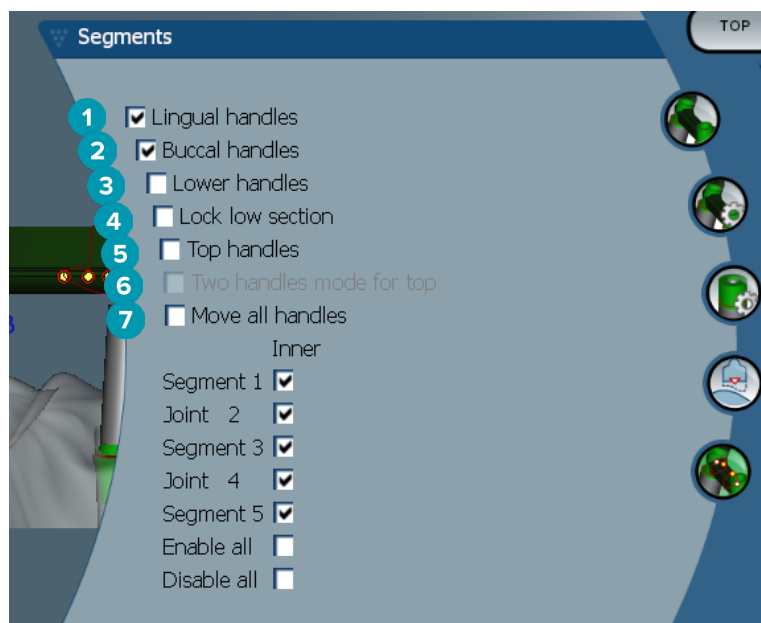 Segments
TOP
1 Lingual handles
2 Buccal handles
3 Lower handles
4 Lock low section
5 Top handles
6 Two handles mode for top
7 Move all handles
Inner
Segment 1
Joint 2
Segment 3
Joint 4
Segment 5
Enable all
Disable all